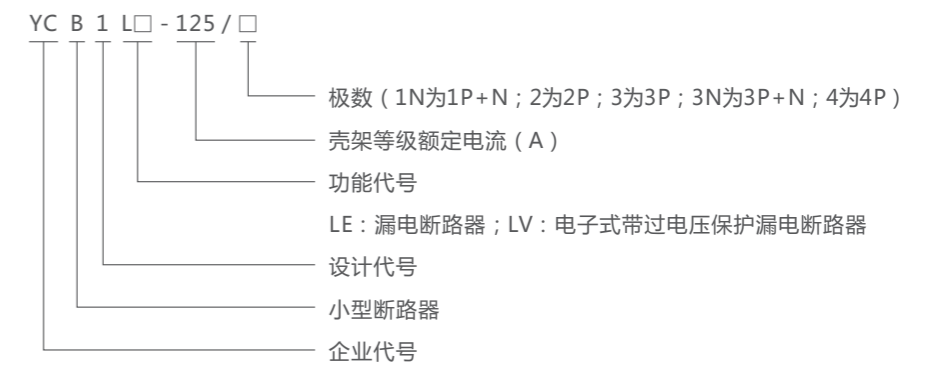 YC B 1 L□ - 125 / □
极数（1N为1P+N；2为2P；3为3P；3N为3P+N；4为4P）
壳架等级额定电流（A）
功能代号
LE：漏电断路器；LV：电子式带过电压保护漏电断路器
设计代号
小型断路器
企业代号